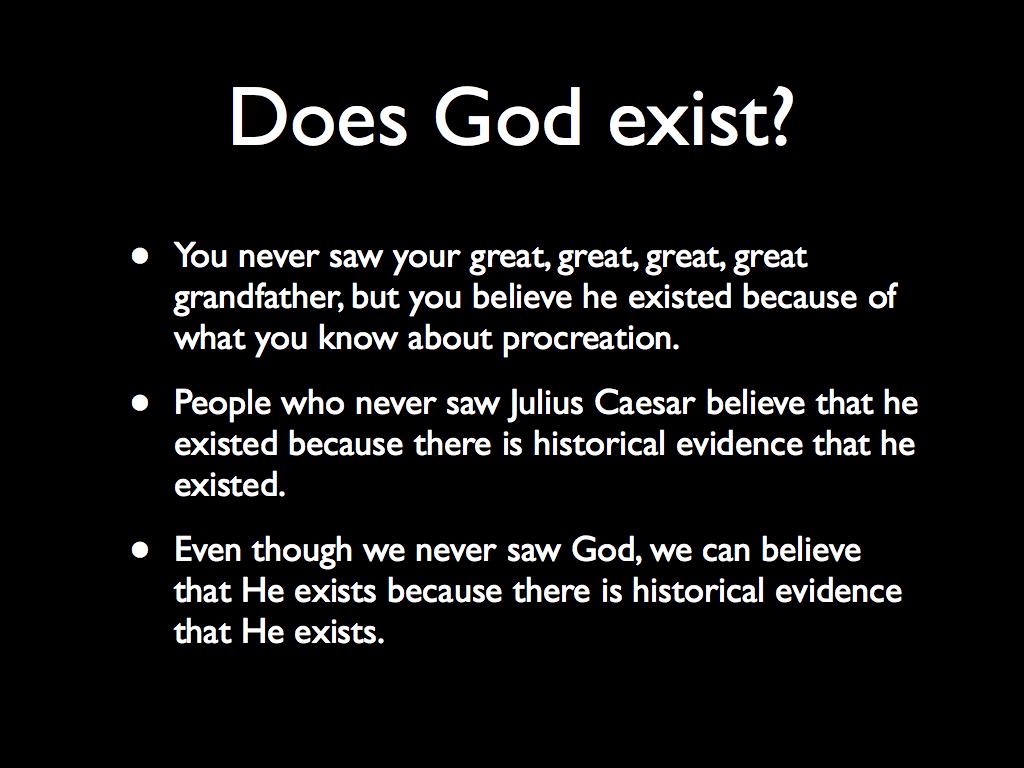 Does God exist?
• You never saw your great, great, great, great
grandfather, but you believe he existed because of
what you know about procreation.
• People who never saw Julius Caesar believe that he
existed because there is historical evidence that he
existed.
• Even though we never saw God, we can believe
that He exists because there is historical evidence
that He exists.